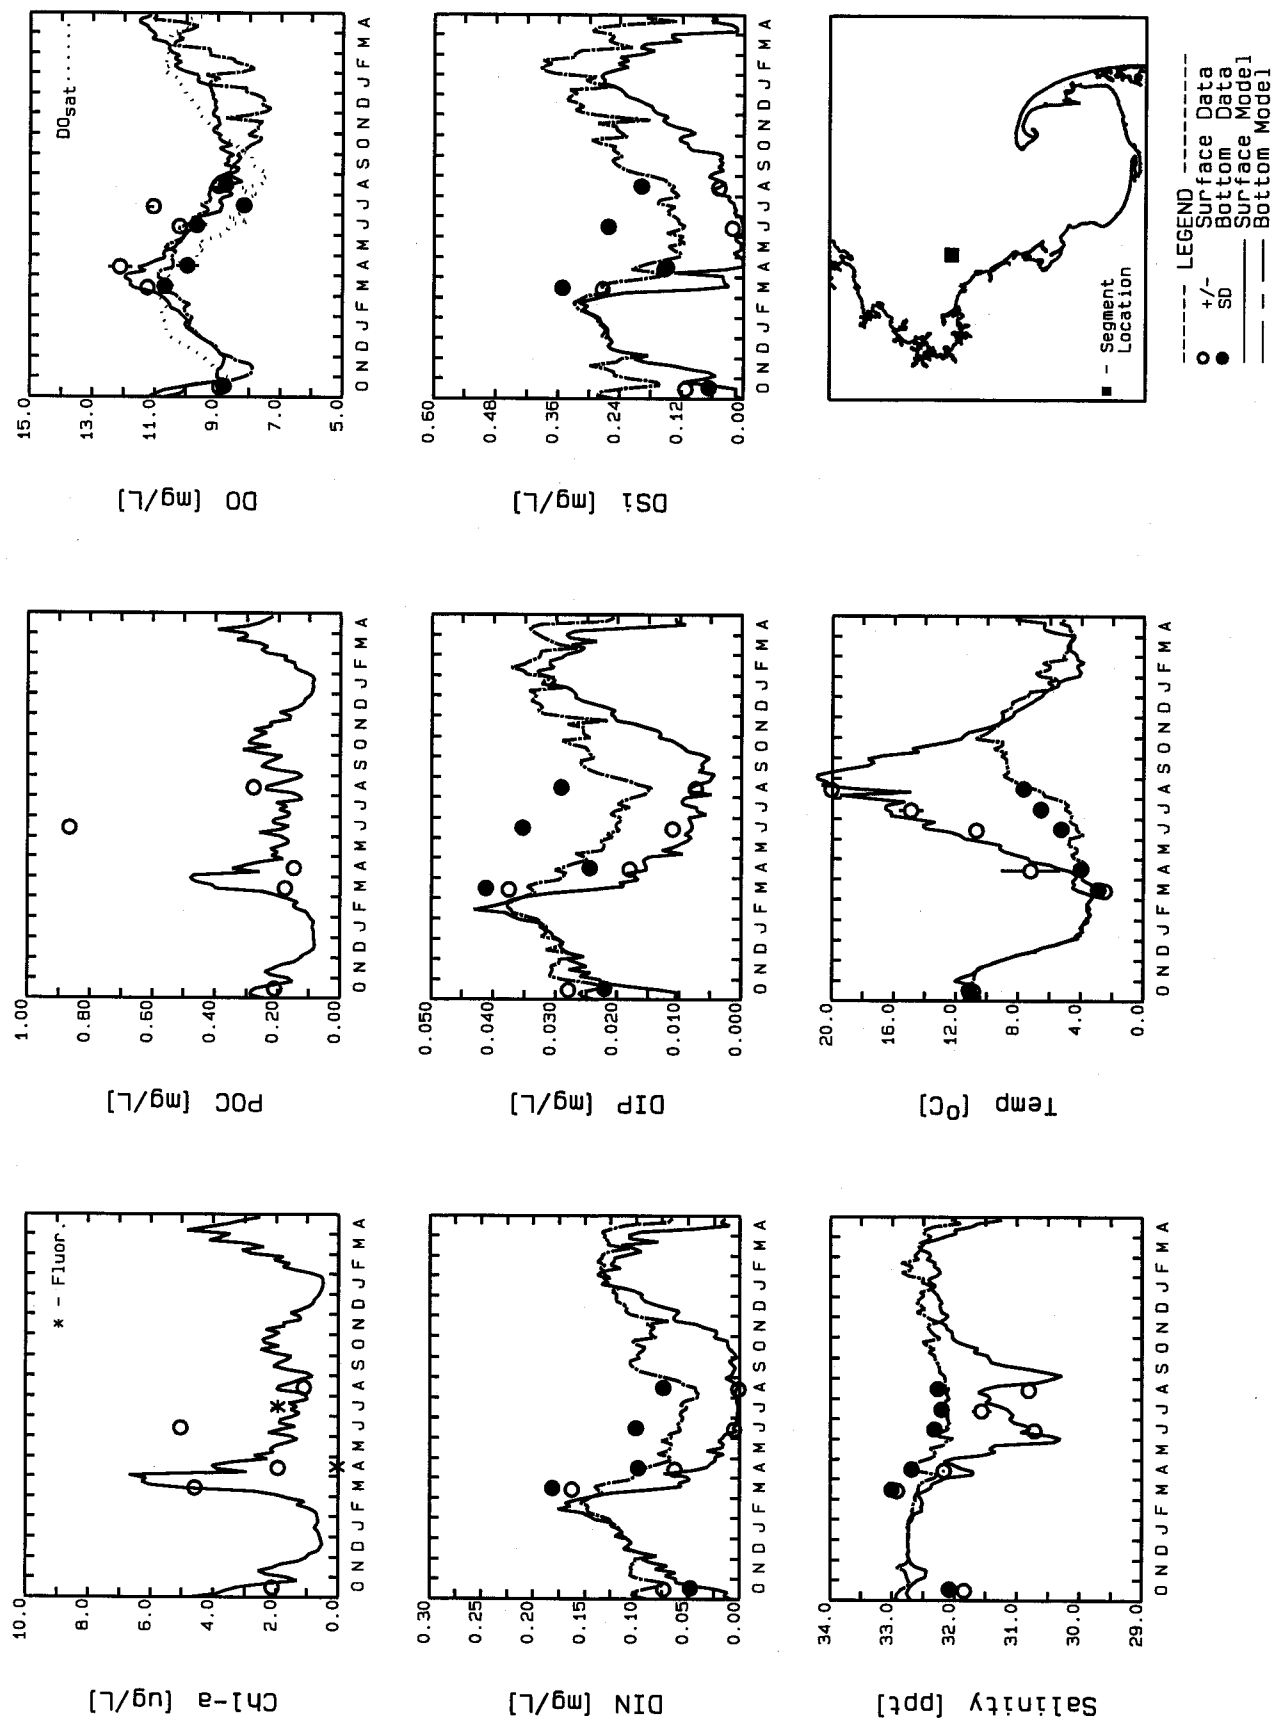 Chl-a [ug/L]
10.0
8.0
6.0
4.0
2.0
0.0
* - Fluor.
O N D J F M A M J J A S O N D J F M A
POC [mg/L]
1.00
0.80
0.60
0.40
0.20
0.00
O N D J F M A M J J A S O N D J F M A
DO [mg/L]
15.0
13.0
11.0
9.0
7.0
5.0
DOsat......
O N D J F M A M J J A S O N D J F M A
DIN [mg/L]
0.30
0.25
0.20
0.15
0.10
0.05
0.00
O N D J F M A M J J A S O N D J F M A
DIP [mg/L]
0.050
0.040
0.030
0.020
0.010
0.000
O N D J F M A M J J A S O N D J F M A
DSi [mg/L]
0.60
0.48
0.36
0.24
0.12
0.00
O N D J F M A M J J A S O N D J F M A
Salinity [ppt]
34.0
33.0
32.0
31.0
30.0
29.0
O N D J F M A M J J A S O N D J F M A
Temp [°C]
20.0
16.0
12.0
8.0
4.0
0.0
O N D J F M A M J J A S O N D J F M A
■ - Segment
Location
------ LEGEND --------
+/- Surface Data
SD Bottom Data
Surface Model
Bottom Model